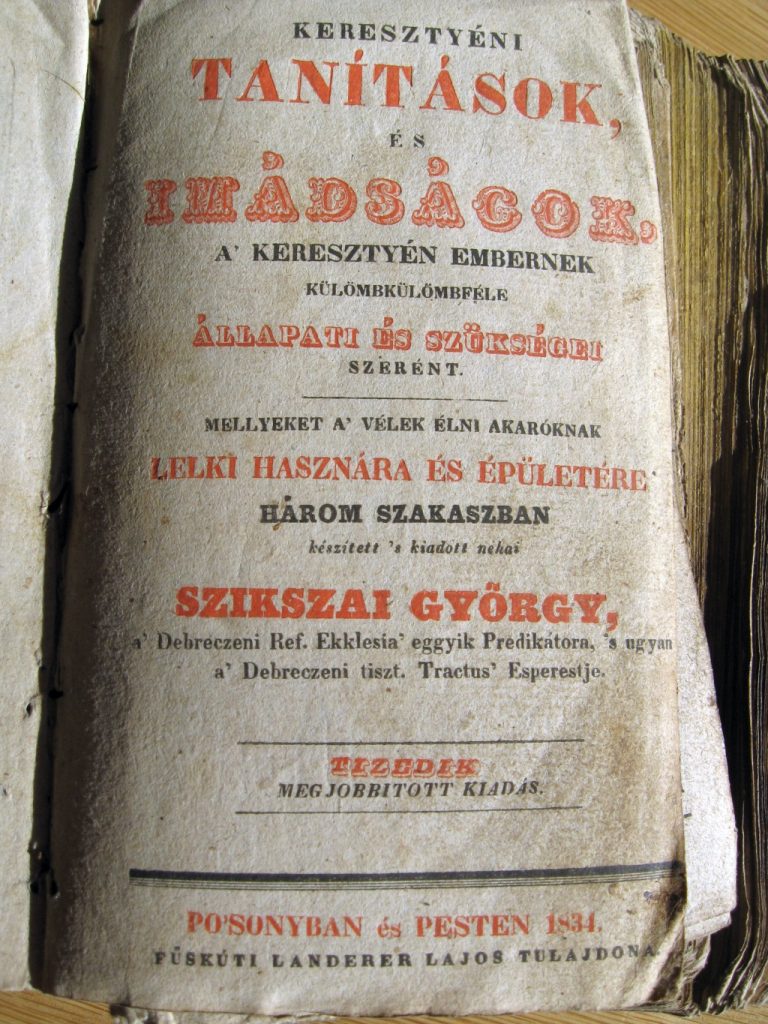 KERESZTYÉNI
TANÍTÁSOK,
ÉS
IMÁDSÁGOK,
A' KERESZTYÉN EMBERNEK
KÜLÖMBKÜLÖMBFÉLE
ÁLLAPATI ÉS SZÜKSÉGEI
SZERÉNT.
MELLYEKET A' VÉLEK ÉLNI AKARÓKNAK
LELKI HASZNÁRA ÉS ÉPÜLETÉRE
HÁROM SZAKASZBAN
készített 's kiadott néhai
SZIKSZAI GYÖRGY,
a' Debreczeni Ref. Ekklesia' eggyik Predikátora, 's ugyan
a' Debreczeni tiszt. Tractus' Esperestje.
TIZEDIK
MEGJOBBITOTT KIADÁS.
PO'SONYBAN és PESTEN 1834.
FÜSKÚTI LANDERER LAJOS TULAJDONA.